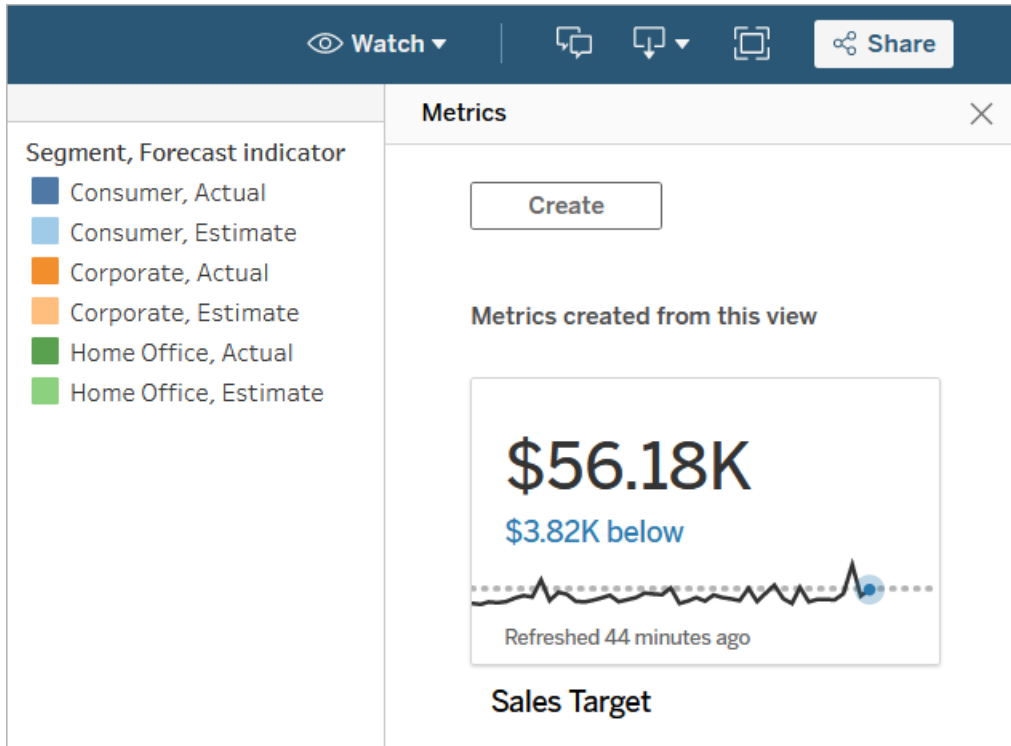 Watch
Share
Metrics
Segment, Forecast indicator
Consumer, Actual
Consumer, Estimate
Corporate, Actual
Corporate, Estimate
Home Office, Actual
Home Office, Estimate
Create
Metrics created from this view
$56.18K
$3.82K below
Refreshed 44 minutes ago
Sales Target